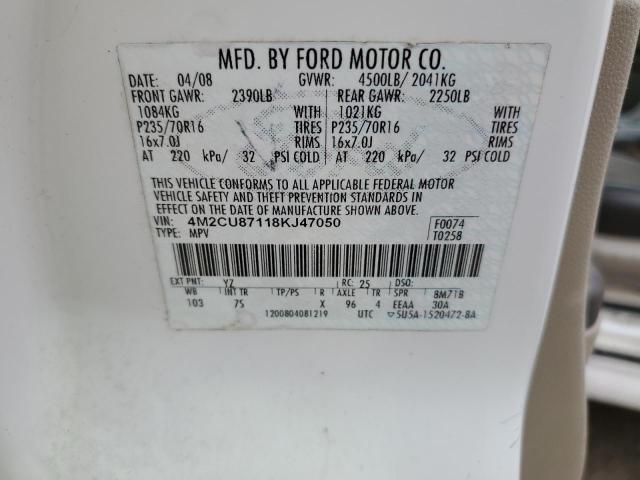 MFD. BY FORD MOTOR CO.
DATE: 04/08 GVWR: 4500LB/ 2041KG
FRONT GAWR: 2390LB REAR GAWR: 2250LB
1084KG WITH 1021KG WITH
P235/70R16 TIRES P235/70R16 TIRES
16x7.0J RIMS 16x7.0J RIMS
AT 220 kPa/ 32 PSI COLD AT 220 kPa/ 32 PSI COLD
THIS VEHICLE CONFORMS TO ALL APPLICABLE FEDERAL MOTOR
VEHICLE SAFETY AND THEFT PREVENTION STANDARDS IN
EFFECT ON THE DATE OF MANUFACTURE SHOWN ABOVE.
VIN: 4M2CU87118KJ47050 F0074
TYPE: MPV T0258
EXT PNT: YZ RC: 25 DSO:
WB INT TR TP/PS R AXLE TR SPR 8M71B
103 75 X 96 4 EEAA 30A
1200804081219 UTC 5U5A-1520472-8A